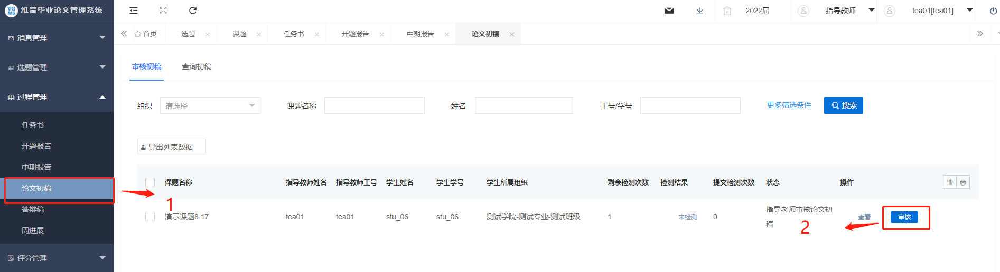 VG MS 维普毕业论文管理系统
2022届 指导教师 tea01[tea01]
首页 选题 课题 任务书 开题报告 中期报告 论文初稿
消息管理
选题管理
过程管理
任务书
开题报告
中期报告
论文初稿
答辩稿
周进展
评分管理
审核初稿 查询初稿
组织 请选择 课题名称 姓名 工号/学号 更多筛选条件 搜索
导出列表数据
课题名称 指导教师姓名 指导教师工号 学生姓名 学生学号 学生所属组织 剩余检测次数 检测结果 提交检测次数 状态 操作
演示课题8.17 tea01 tea01 stu_06 stu_06 测试学院-测试专业-测试班级 1 未检测 0 指导老师审核论文初
稿 查看 审核
1
2